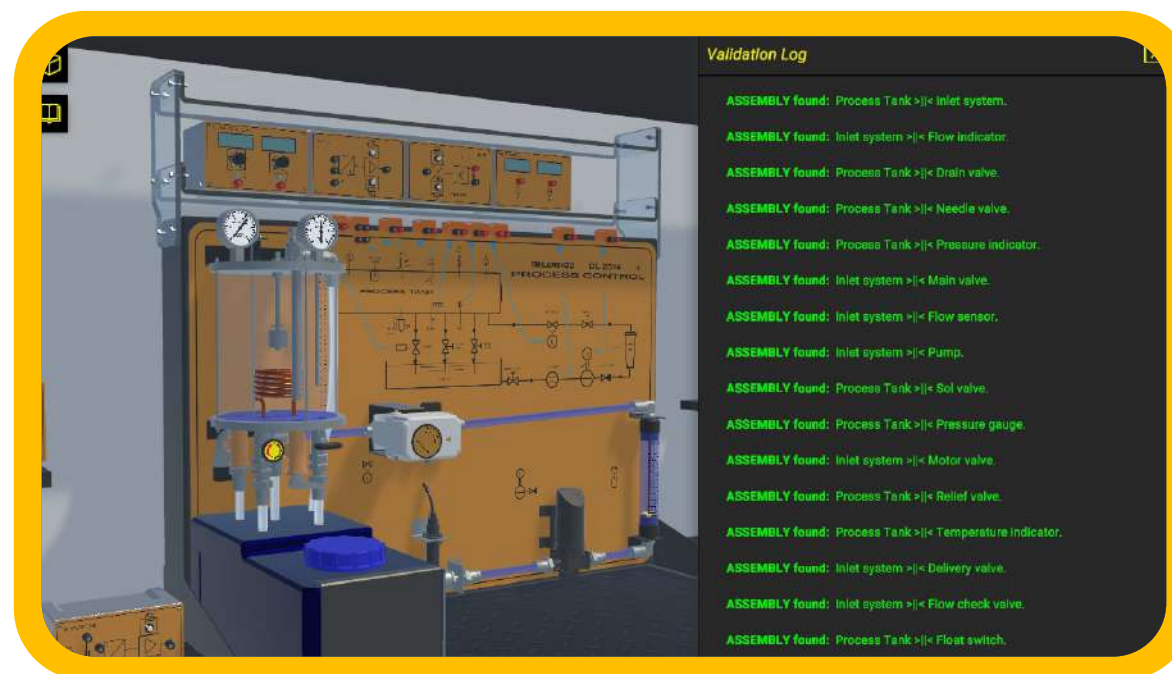 Validation Log
ASSEMBLY found: Process Tank >||< Inlet system.
ASSEMBLY found: Inlet system >||< Flow indicator.
ASSEMBLY found: Process Tank >||< Drain valve.
ASSEMBLY found: Process Tank >||< Needle valve.
ASSEMBLY found: Process Tank >||< Pressure indicator.
ASSEMBLY found: Inlet system >||< Main valve.
ASSEMBLY found: Inlet system >||< Flow sensor.
ASSEMBLY found: Inlet system >||< Pump.
ASSEMBLY found: Process Tank >||< Sol valve.
ASSEMBLY found: Process Tank >||< Pressure gauge.
ASSEMBLY found: Inlet system >||< Motor valve.
ASSEMBLY found: Process Tank >||< Relief valve.
ASSEMBLY found: Process Tank >||< Temperature indicator.
ASSEMBLY found: Inlet system >||< Delivery valve.
ASSEMBLY found: Inlet system >||< Flow check valve.
ASSEMBLY found: Process Tank >||< Float switch.
PROCESS CONTROL
PROCESS TANK